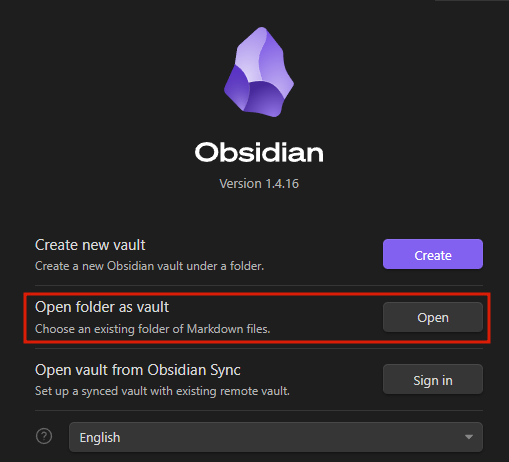 Obsidian
Version 1.4.16
Create new vault
Create a new Obsidian vault under a folder.
Create
Open folder as vault
Choose an existing folder of Markdown files.
Open
Open vault from Obsidian Sync
Set up a synced vault with existing remote vault.
Sign in
?
English